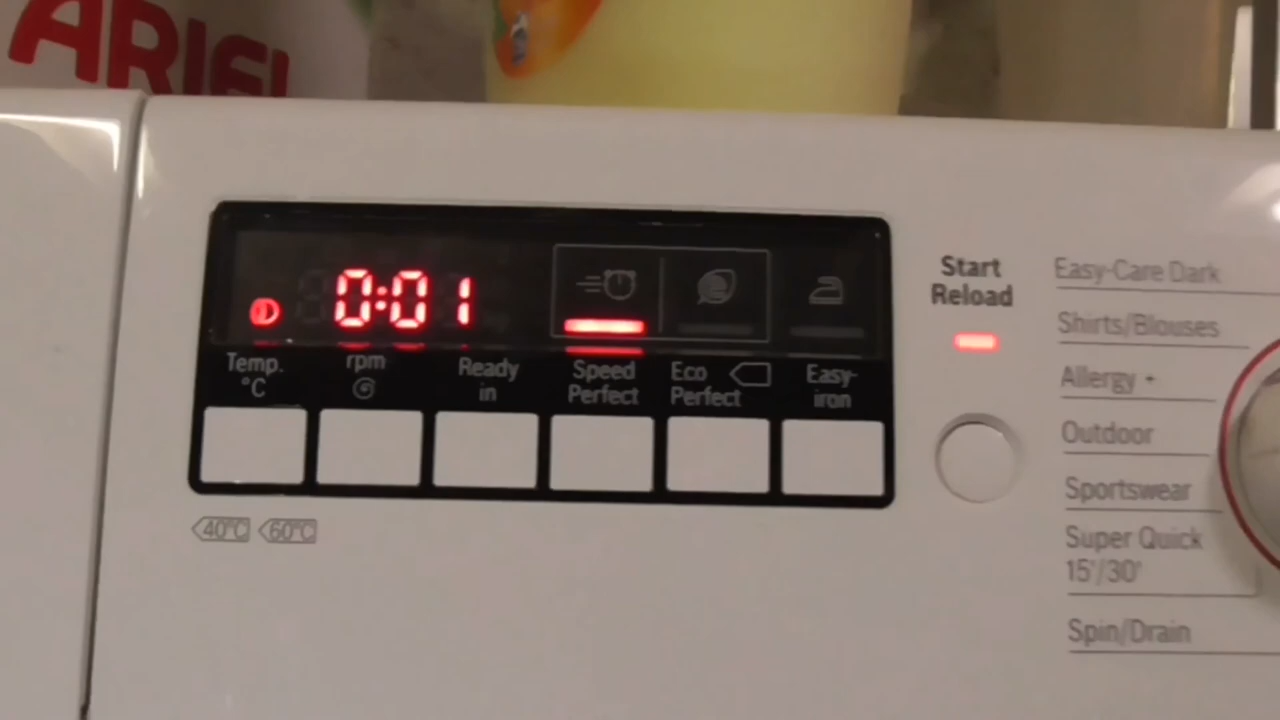 ARIEL
0:01
Temp.
°C
rpm
Ready
in
Speed
Perfect
Eco
Perfect
Easy-
iron
40°C 60°C
Start
Reload
Easy-Care Dark
Shirts/Blouses
Allergy +
Outdoor
Sportswear
Super Quick
15'/30'
Spin/Drain